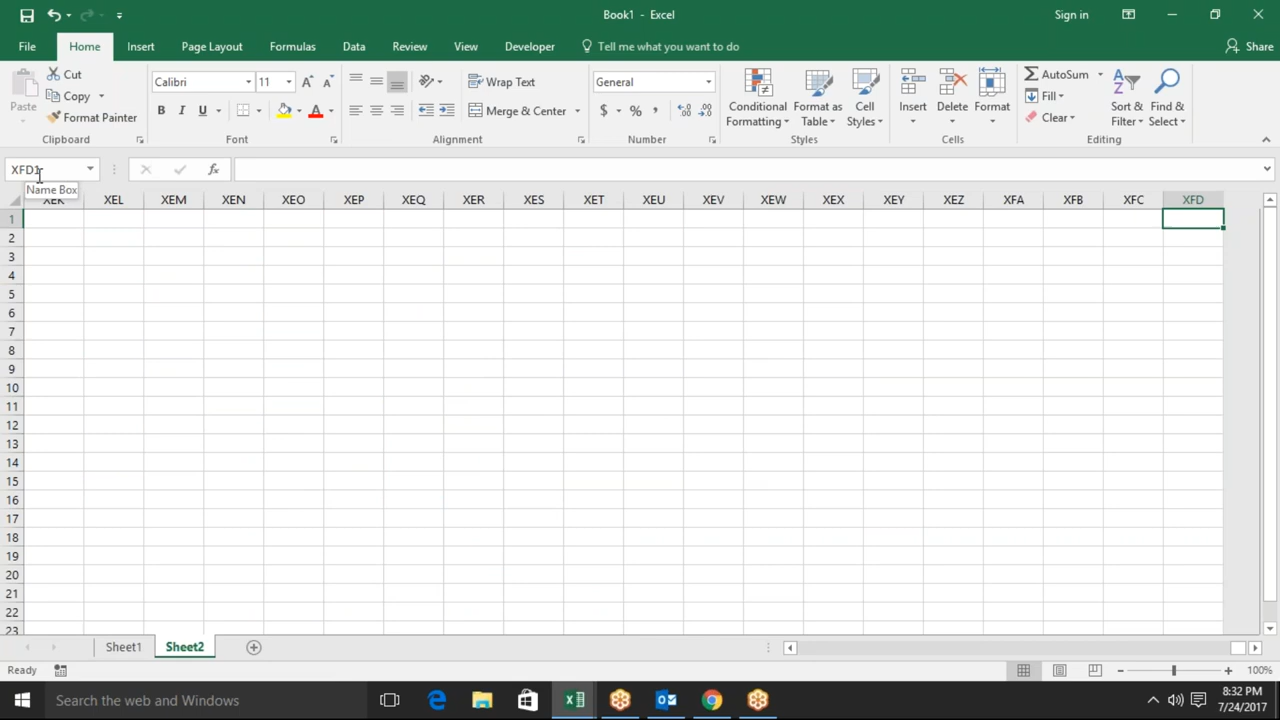 Book1 - Excel
Sign in
File Home Insert Page Layout Formulas Data Review View Developer Tell me what you want to do Share
Paste
Cut
Copy
Format Painter
Clipboard
Calibri 11
B I U A
Font
Wrap Text
Merge & Center
Alignment
General
$ % ,
Number
Conditional Formatting
Format as Table
Cell Styles
Styles
Insert
Delete
Format
Cells
AutoSum
Fill
Clear
Sort & Filter
Find & Select
Editing
XFD1 fx
Name Box
XEK XEL XEM XEN XEO XEP XEQ XER XES XET XEU XEV XEW XEX XEY XEZ XFA XFB XFC XFD
1
2
3
4
5
6
7
8
9
10
11
12
13
14
15
16
17
18
19
20
21
22
23
Sheet1 Sheet2
Ready 100%
Search the web and Windows
8:32 PM
7/24/2017